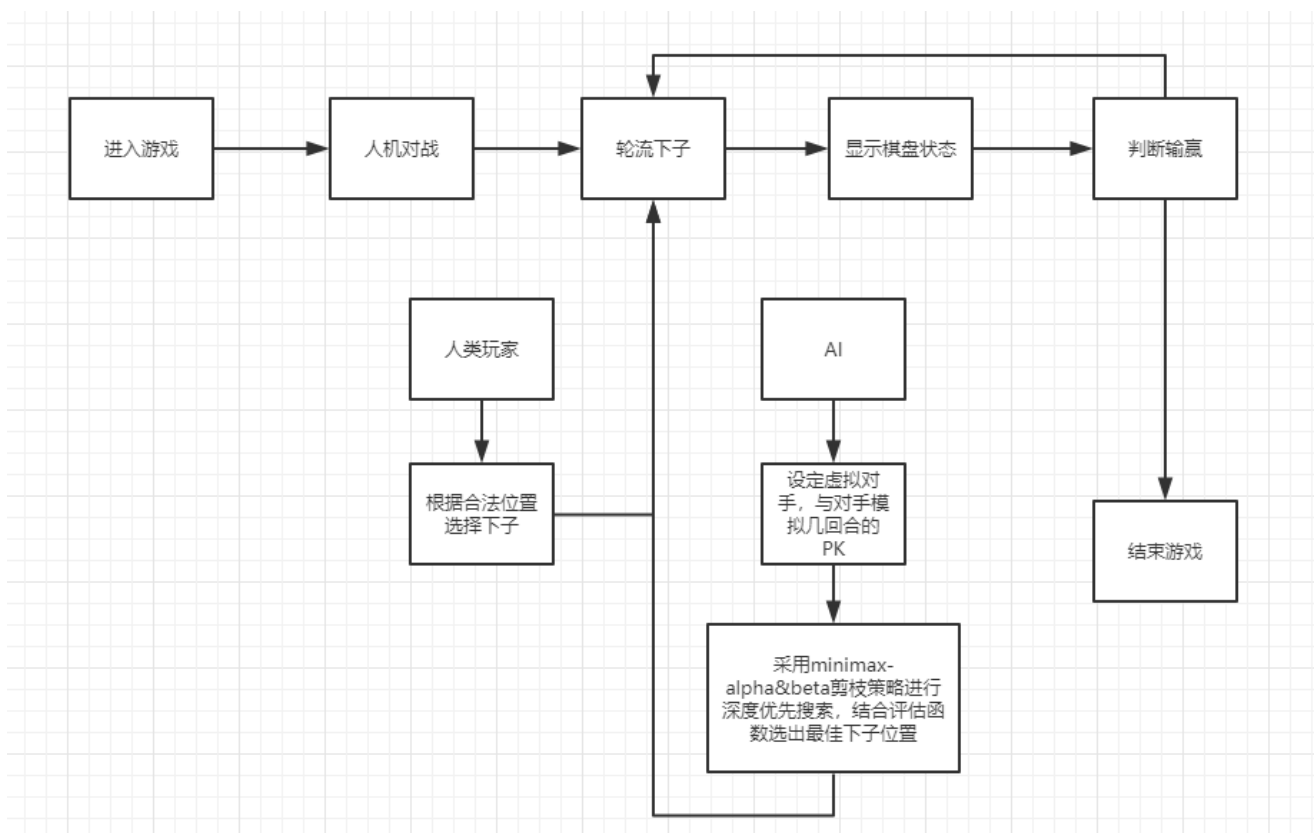 进入游戏
人机对战
轮流下子
显示棋盘状态
判断输赢
人类玩家
AI
根据合法位置
选择下子
设定虚拟对
手，与对手模
拟几回合的
PK
结束游戏
采用minimax-
alpha&beta剪枝策略进行
深度优先搜索，结合评估函
数选出最佳下子位置